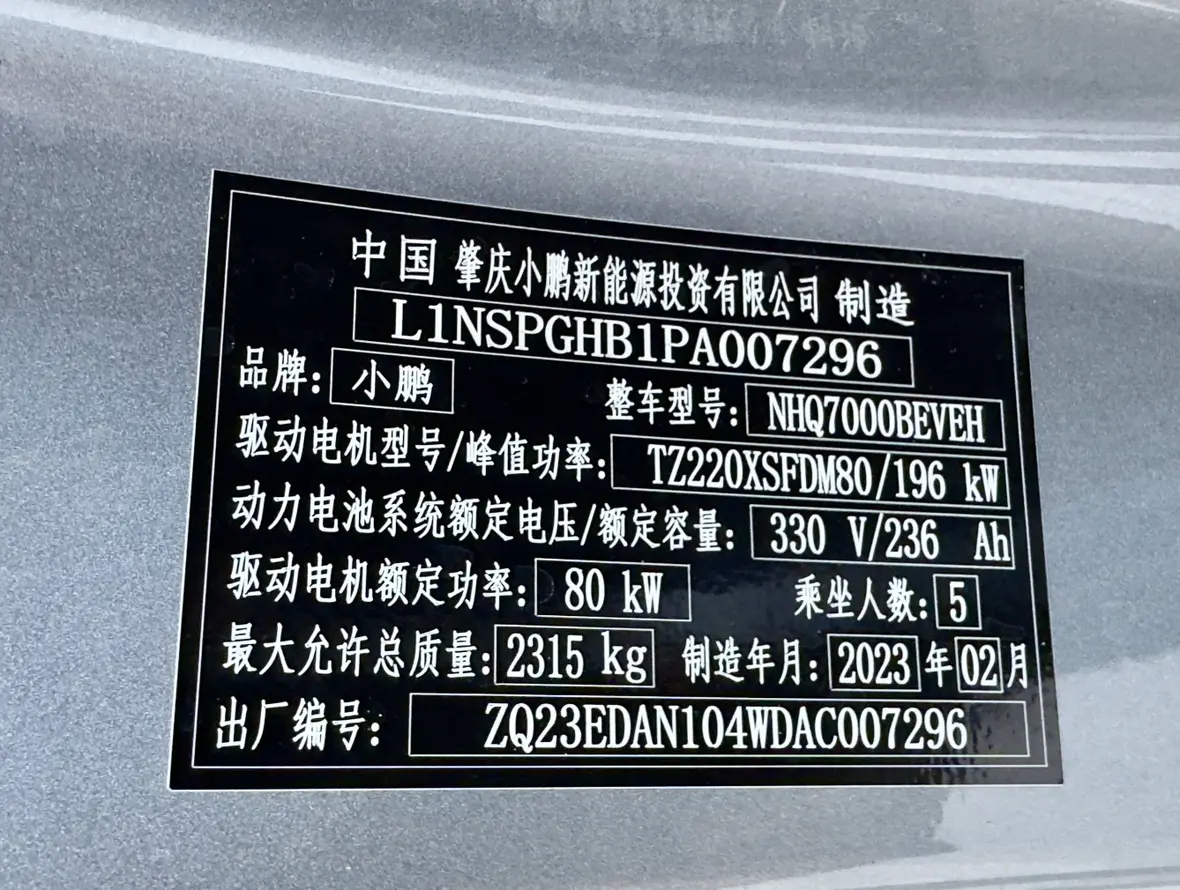 中国 肇庆小鹏新能源投资有限公司 制造
L1NSPGHB1PA007296
品牌: 小鹏 整车型号: NHQ7000BEVEH
驱动电机型号/峰值功率: TZ220XSFDM80/196 kW
动力电池系统额定电压/额定容量: 330 V/236 Ah
驱动电机额定功率: 80 kW 乘坐人数: 5
最大允许总质量: 2315 kg 制造年月: 2023 年 02 月
出厂编号: ZQ23EDAN104WDAC007296